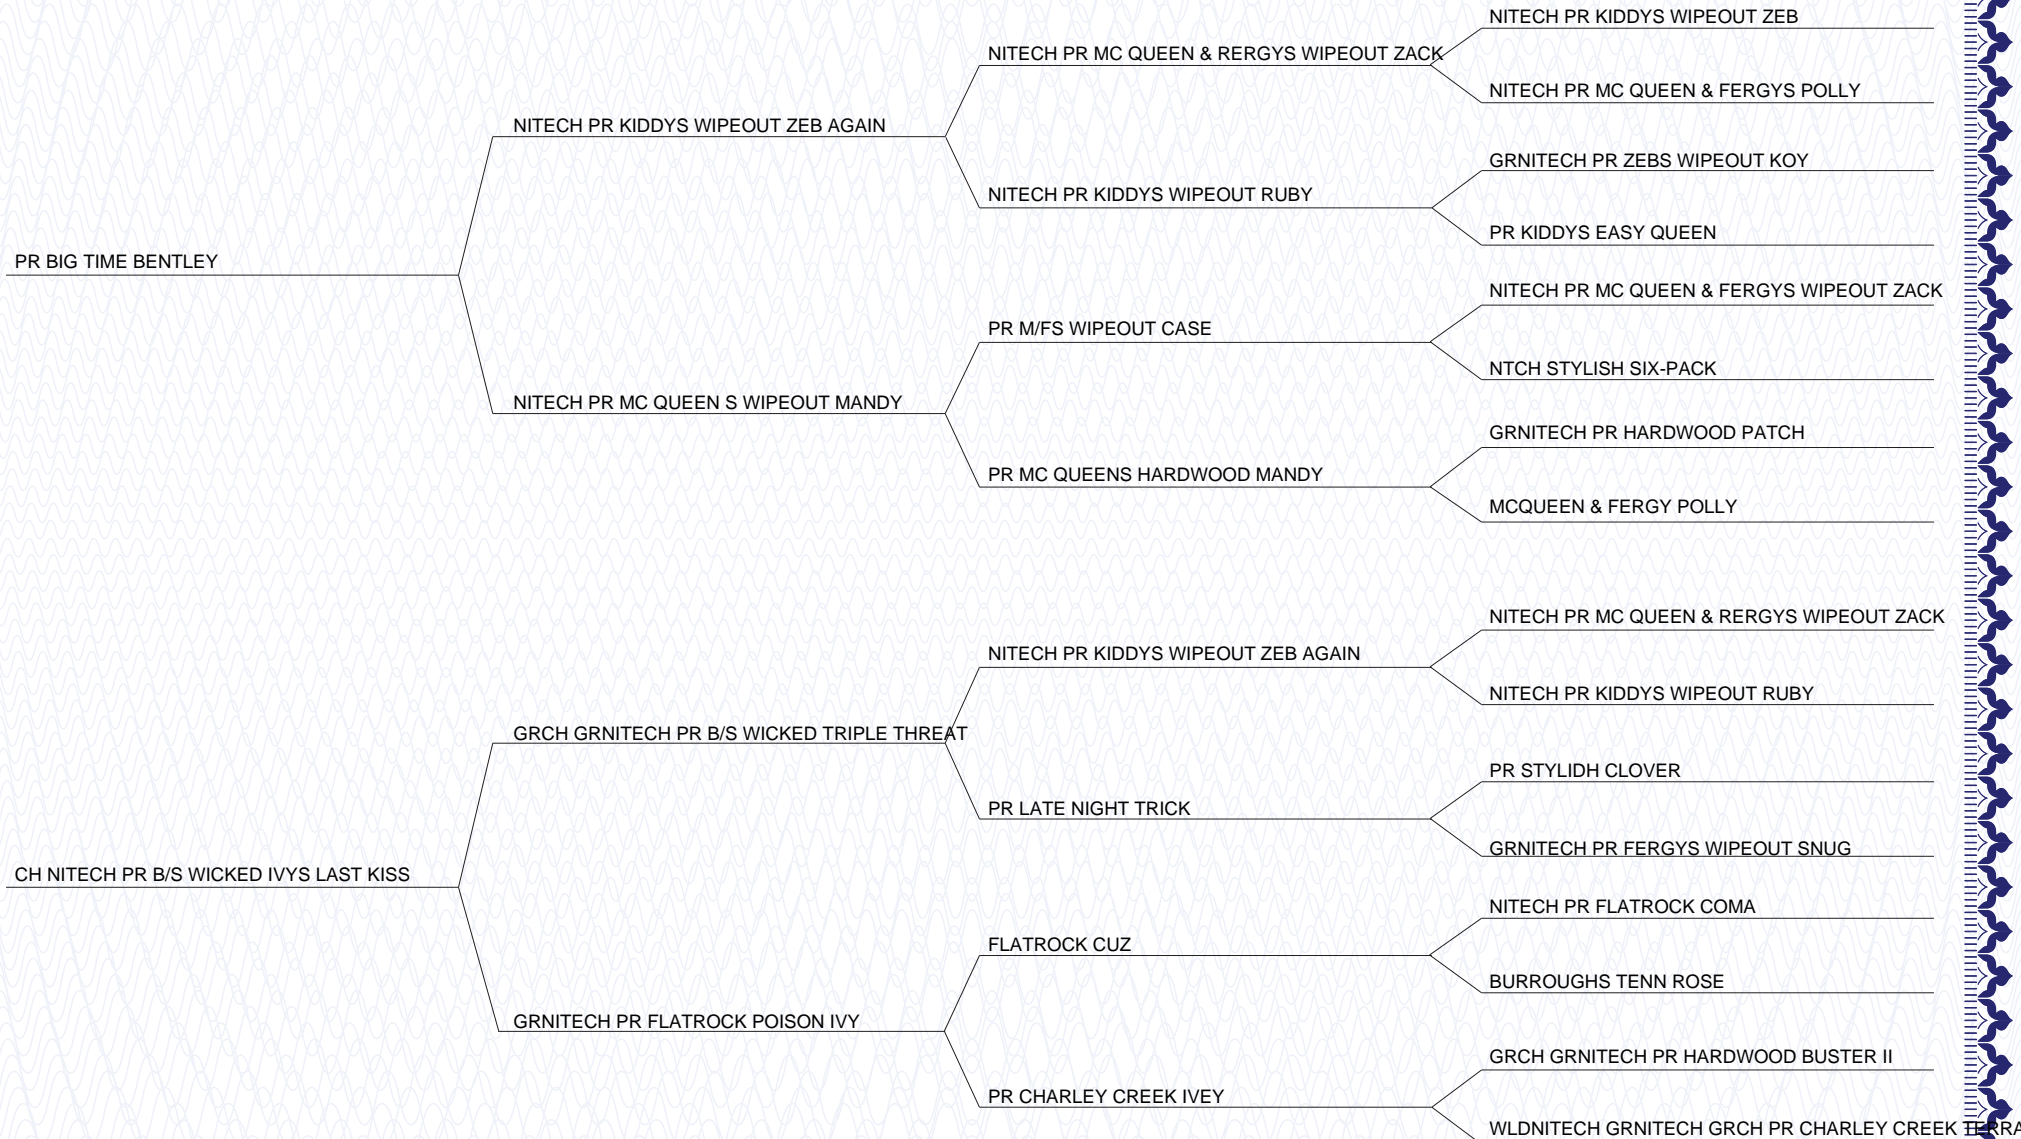 NITECH PR KIDDYS WIPEOUT ZEB
NITECH PR MC QUEEN & RERGYS WIPEOUT ZACK
NITECH PR MC QUEEN & FERGYS POLLY
NITECH PR KIDDYS WIPEOUT ZEB AGAIN
GRNITECH PR ZEBS WIPEOUT KOY
NITECH PR KIDDYS WIPEOUT RUBY
PR KIDDYS EASY QUEEN
PR BIG TIME BENTLEY
NITECH PR MC QUEEN & FERGYS WIPEOUT ZACK
PR M/FS WIPEOUT CASE
NTCH STYLISH SIX-PACK
NITECH PR MC QUEEN S WIPEOUT MANDY
GRNITECH PR HARDWOOD PATCH
PR MC QUEENS HARDWOOD MANDY
MCQUEEN & FERGY POLLY
NITECH PR MC QUEEN & RERGYS WIPEOUT ZACK
NITECH PR KIDDYS WIPEOUT ZEB AGAIN
NITECH PR KIDDYS WIPEOUT RUBY
GRCH GRNITECH PR B/S WICKED TRIPLE THREAT
PR STYLIDH CLOVER
PR LATE NIGHT TRICK
GRNITECH PR FERGYS WIPEOUT SNUG
CH NITECH PR B/S WICKED IVYS LAST KISS
NITECH PR FLATROCK COMA
FLATROCK CUZ
BURROUGHS TENN ROSE
GRNITECH PR FLATROCK POISON IVY
GRCH GRNITECH PR HARDWOOD BUSTER II
PR CHARLEY CREEK IVEY
WLDNITECH GRNITECH GRCH PR CHARLEY CREEK TERRA